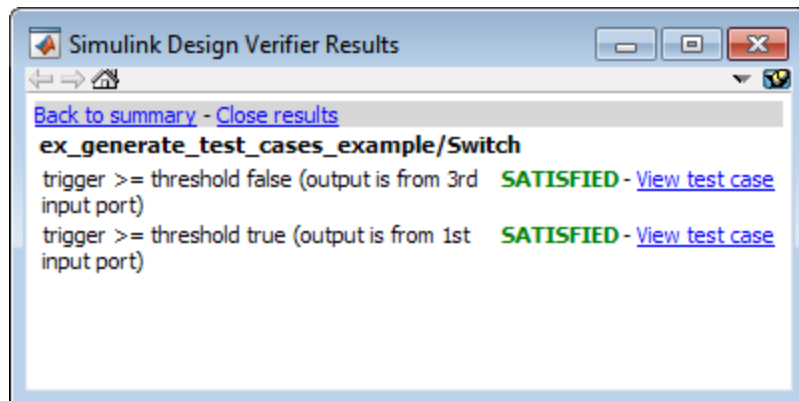 Simulink Design Verifier Results
Back to summary - Close results
ex_generate_test_cases_example/Switch
trigger >= threshold false (output is from 3rd SATISFIED - View test case
input port)
trigger >= threshold true (output is from 1st SATISFIED - View test case
input port)